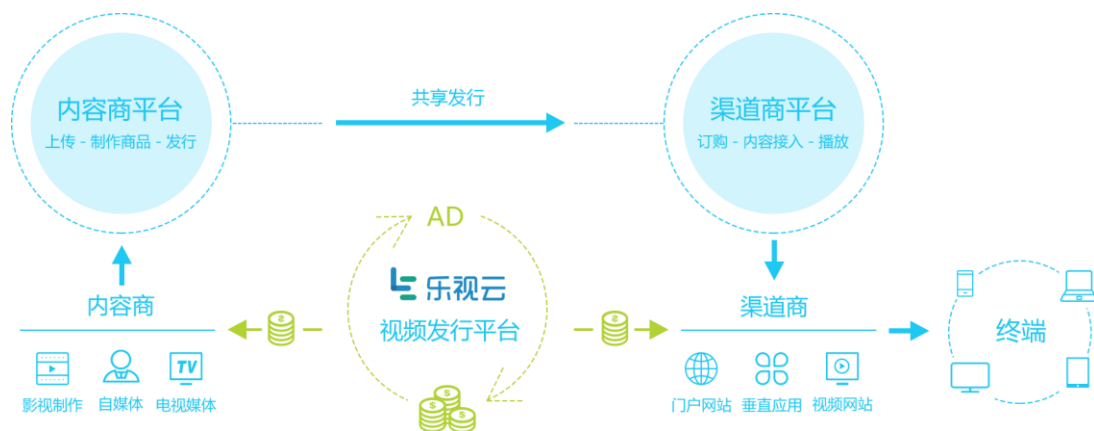 内容商平台
上传 - 制作商品 - 发行
共享发行
渠道商平台
订购 - 内容接入 - 播放
AD
乐视云
视频发行平台
内容商
影视制作
自媒体
TV
电视媒体
渠道商
门户网站
垂直应用
视频网站
终端
$
$
$
$
$